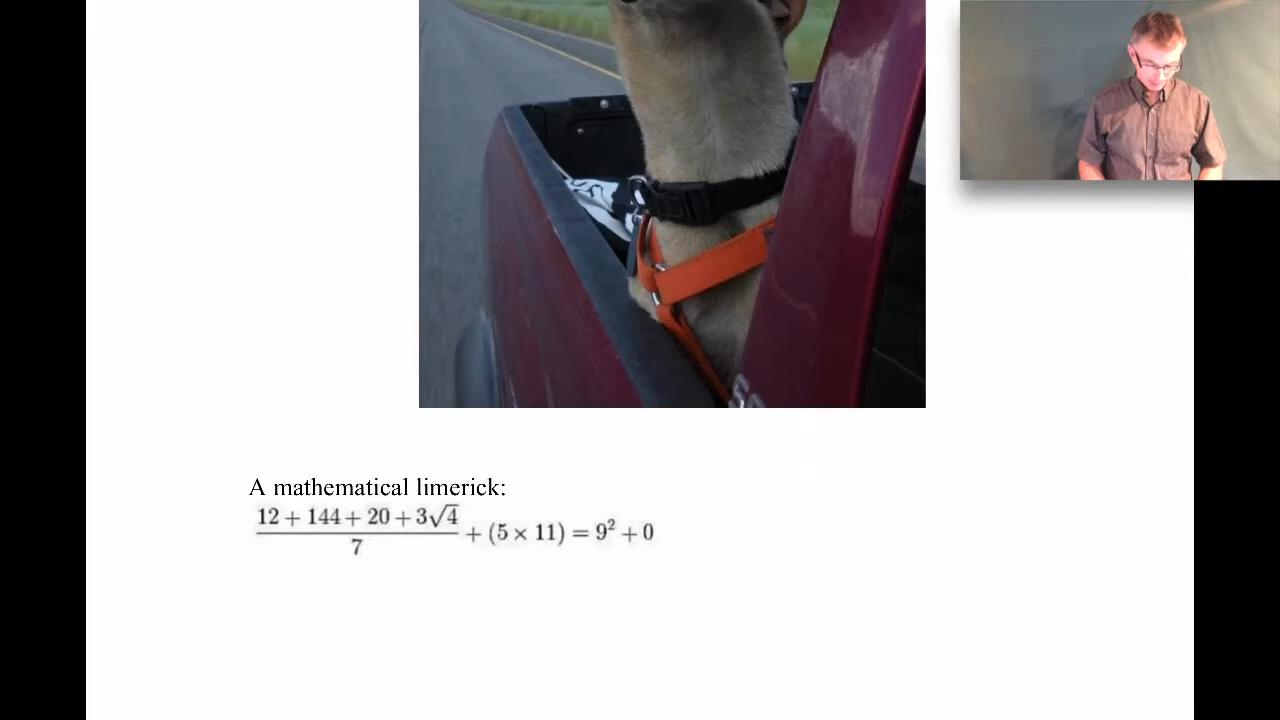 A mathematical limerick:
(12 + 144 + 20 + 3√4) / 7 + (5 × 11) = 9² + 0